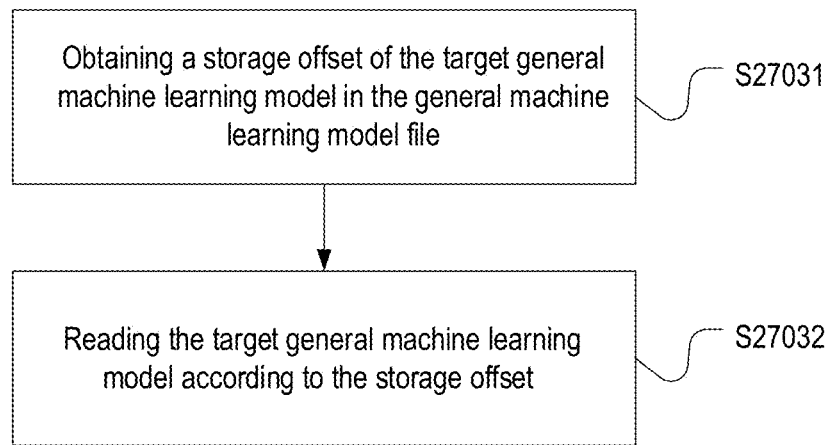 Obtaining a storage offset of the target general
machine learning model in the general machine
learning model file
S27031
Reading the target general machine learning
model according to the storage offset
S27032